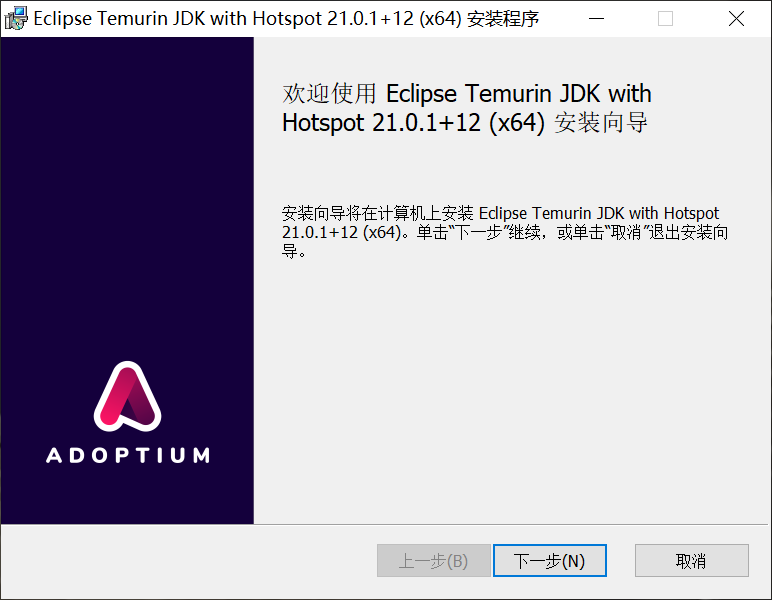 Eclipse Temurin JDK with Hotspot 21.0.1+12 (x64) 安装程序
欢迎使用 Eclipse Temurin JDK with
Hotspot 21.0.1+12 (x64) 安装向导
安装向导将在计算机上安装 Eclipse Temurin JDK with Hotspot
21.0.1+12 (x64)。单击“下一步”继续，或单击“取消”退出安装向
导。
ADOPTIUM
上一步(B)
下一步(N)
取消